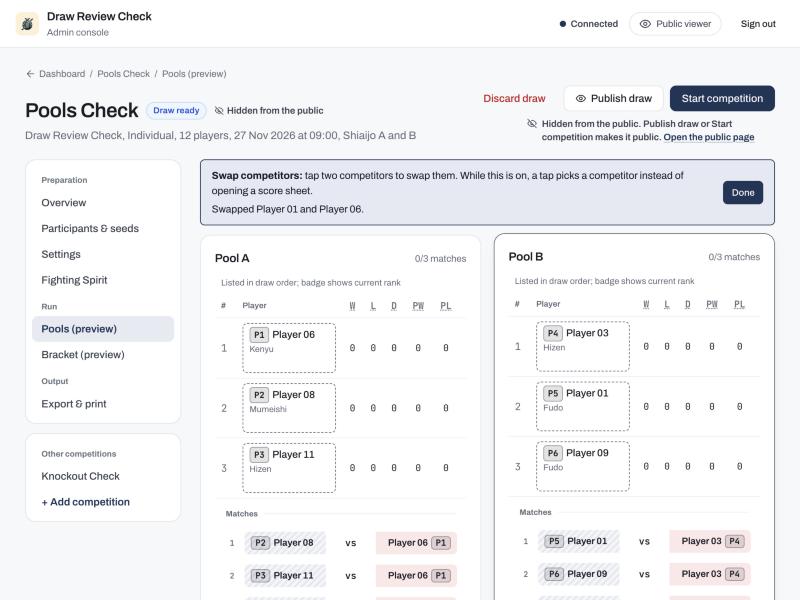 Draw Review Check
Admin console
Connected
Public viewer
Sign out
Dashboard / Pools Check / Pools (preview)
Pools Check
Draw ready
Hidden from the public
Discard draw
Publish draw
Start competition
Draw Review Check, Individual, 12 players, 27 Nov 2026 at 09:00, Shiaijo A and B
Hidden from the public. Publish draw or Start
competition makes it public. Open the public page
Preparation
Overview
Participants & seeds
Settings
Fighting Spirit
Run
Pools (preview)
Bracket (preview)
Output
Export & print
Other competitions
Knockout Check
+ Add competition
Swap competitors: tap two competitors to swap them. While this is on, a tap picks a competitor instead of
opening a score sheet.
Swapped Player 01 and Player 06.
Done
Pool A
0/3 matches
Listed in draw order; badge shows current rank
# Player W L D PW PL
1 P1 Player 06 0 0 0 0 0
Kenyu
2 P2 Player 08 0 0 0 0 0
Mumeishi
3 P3 Player 11 0 0 0 0 0
Hizen
Matches
1 P2 Player 08 vs Player 06 P1
2 P3 Player 11 vs Player 06 P1
Pool B
0/3 matches
Listed in draw order; badge shows current rank
# Player W L D PW PL
1 P4 Player 03 0 0 0 0 0
Hizen
2 P5 Player 01 0 0 0 0 0
Fudo
3 P6 Player 09 0 0 0 0 0
Fudo
Matches
1 P5 Player 01 vs Player 03 P4
2 P6 Player 09 vs Player 03 P4